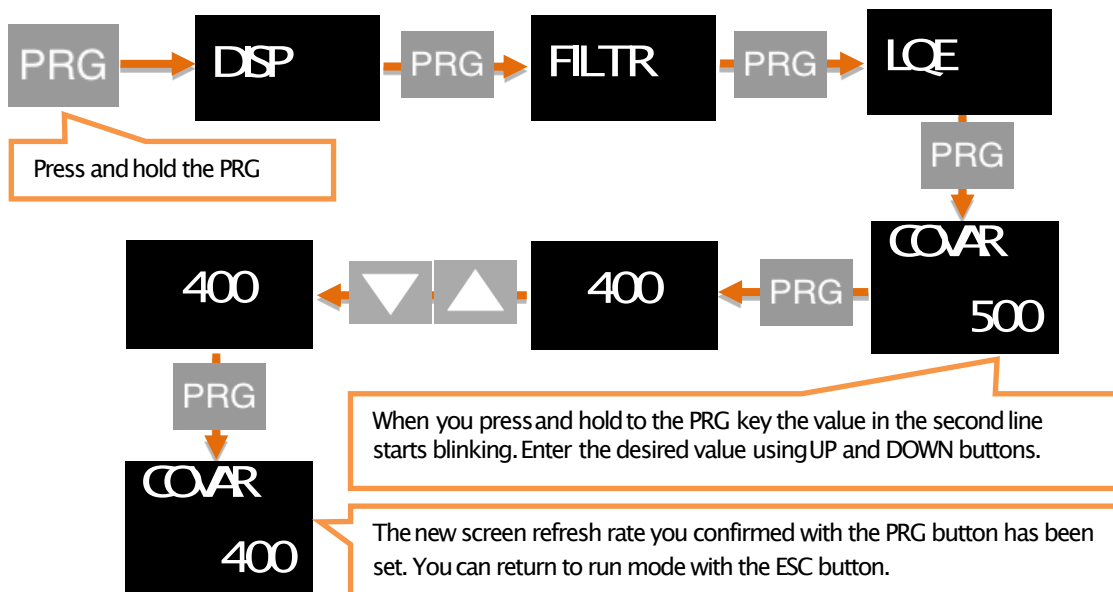 PRG DISP PRG FILTR PRG LQE
Press and hold the PRG
PRG
COVAR
500
PRG
400
400
PRG
When you press and hold to the PRG key the value in the second line
starts blinking. Enter the desired value using UP and DOWN buttons.
COVAR
400
The new screen refresh rate you confirmed with the PRG button has been
set. You can return to run mode with the ESC button.